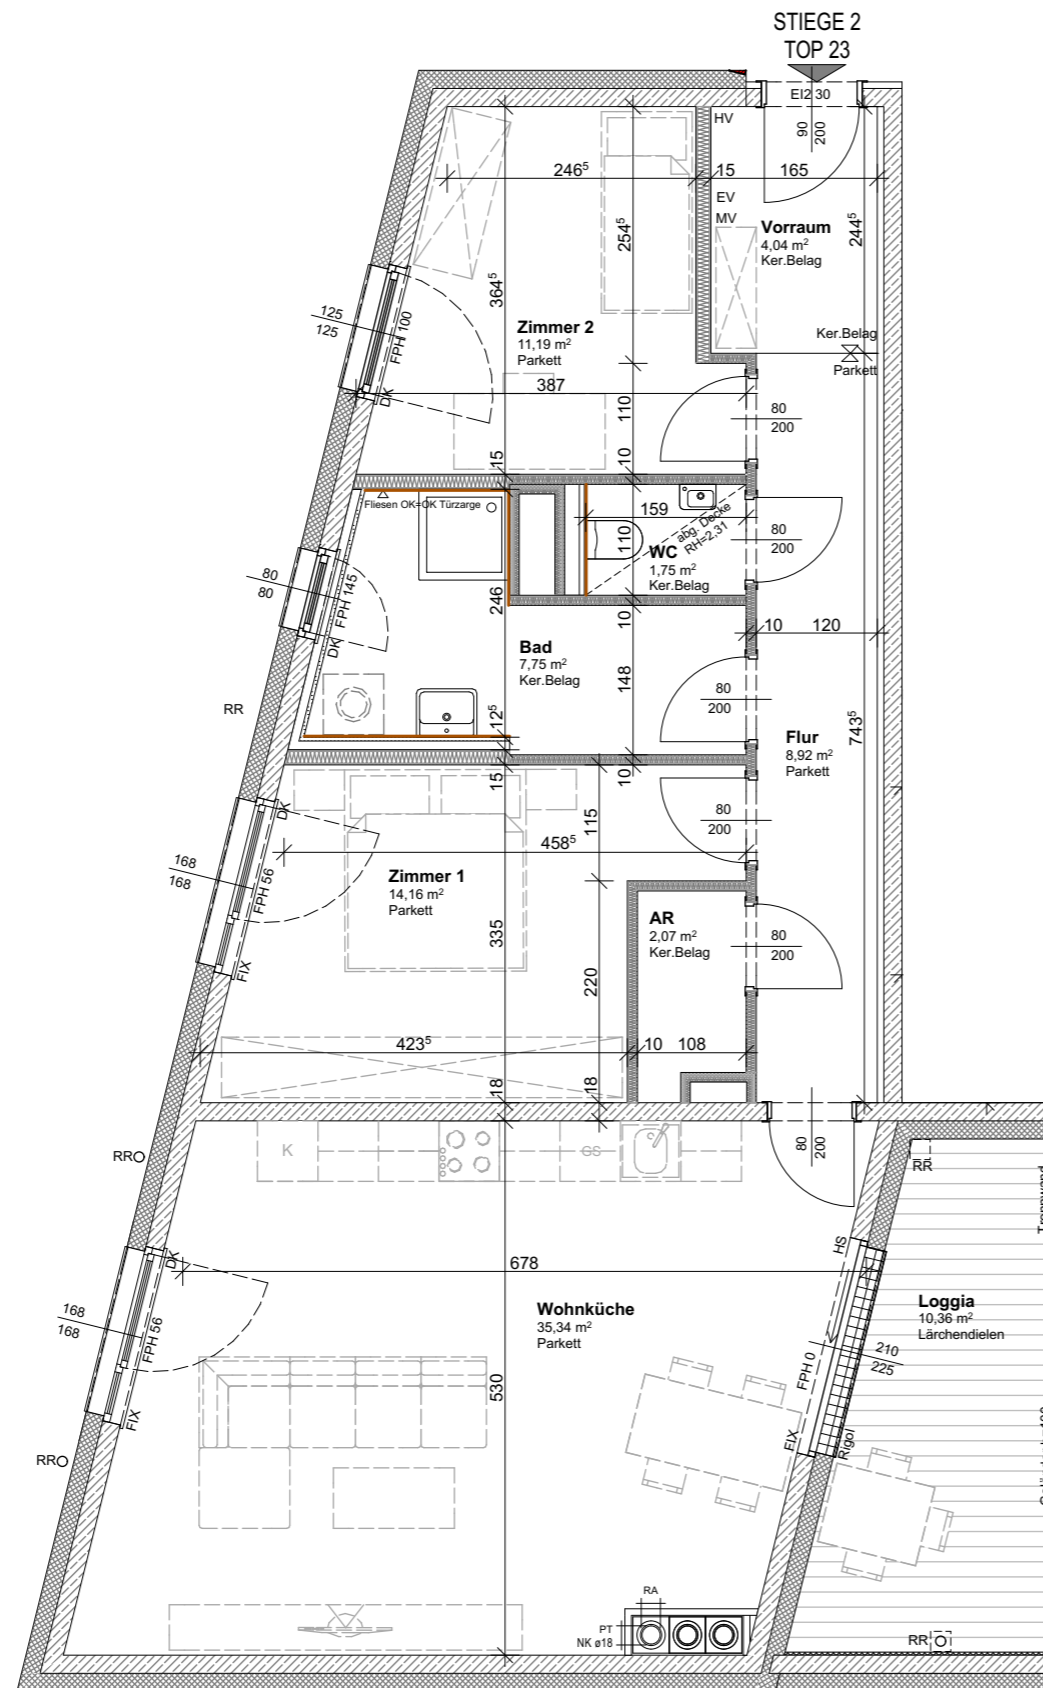 STIEGE 2
TOP 23
EI2 30
90
200
HV
246⁵
15
165
EV
MV
254⁵
244⁵
Vorraum
4,04 m²
Ker.Belag
364⁵
125
125
FPH 100
DK
Zimmer 2
11,19 m²
Parkett
Ker.Belag
Parkett
387
110
80
200
15
10
Fliesen OK=OK Türzarge
159
abg. Decke
RH=2,31
110
WC
1,75 m²
Ker.Belag
80
200
80
80
FPH 145
DK
246
10
10
120
Bad
7,75 m²
Ker.Belag
148
80
200
RR
12⁵
Flur
8,92 m²
Parkett
743⁵
15
10
DK
115
80
200
458⁵
168
168
FPH 56
FIX
Zimmer 1
14,16 m²
Parkett
335
AR
2,07 m²
Ker.Belag
80
200
220
423⁵
10
108
18
18
80
200
K
GS
RR
RR
Trennwand
DK
HS
678
168
168
FPH 56
FIX
Wohnküche
35,34 m²
Parkett
Loggia
10,36 m²
Lärchendielen
210
225
FPH 0
FIX
Rigol
530
RR
RA
PT
NK ø18
RR